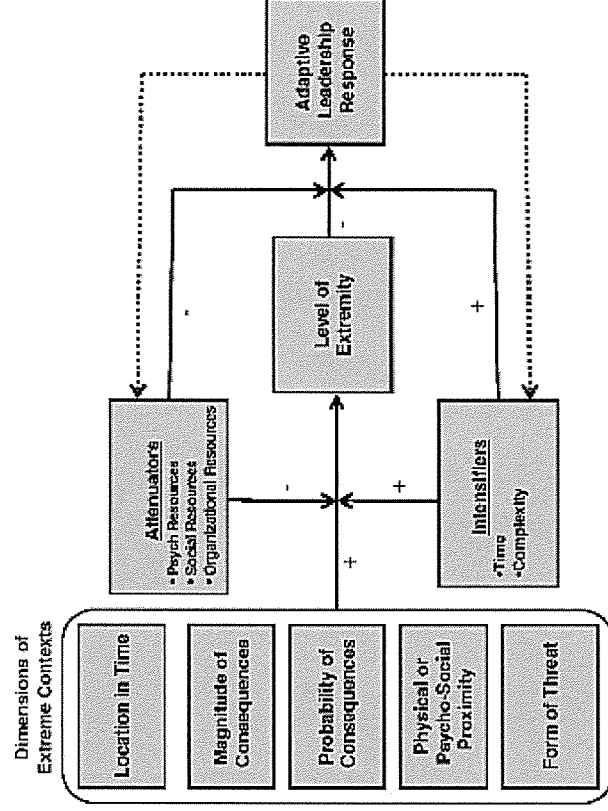 Dimensions of
Extreme Contexts
Location in Time
Magnitude of
Consequences
Probability of
Consequences
Physical or
Psycho-Social
Proximity
Form of Threat
Attenuators
• Psych Resources
• Social Resources
• Organizational Resources
Intensifiers
• Time
• Complexity
+
-
+
Level of
Extremity
-
-
+
Adaptive
Leadership
Response